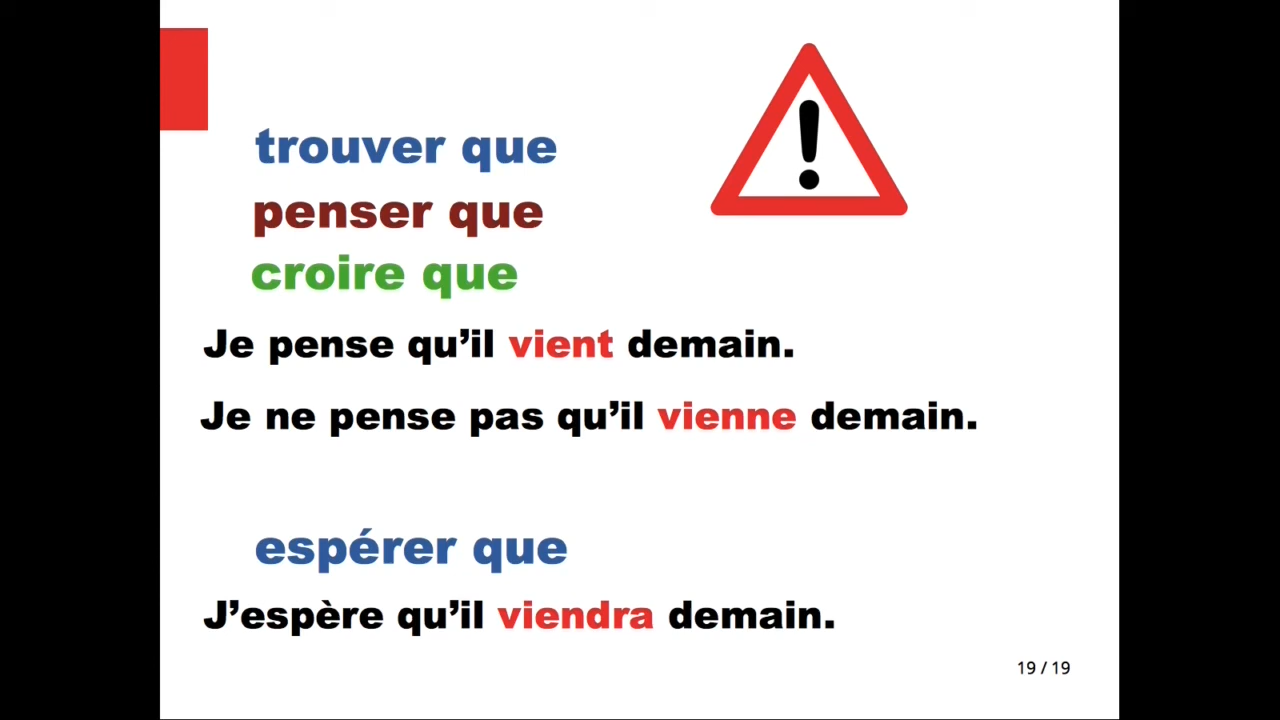 trouver que
penser que
croire que
Je pense qu’il vient demain.
Je ne pense pas qu’il vienne demain.
espérer que
J’espère qu’il viendra demain.
19 / 19